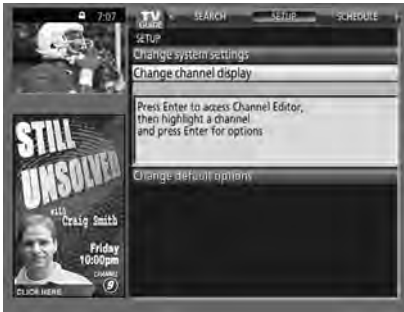 7:07
TV
GUIDE
SEARCH SETUP SCHEDULE
SETUP
Change system settings
Change channel display
Press Enter to access Channel Editor,
then highlight a channel
and press Enter for options
Change default options
STILL
UNSOLVED
with
Craig Smith
Friday
10:00pm
CHANNEL
9
CLICK HERE